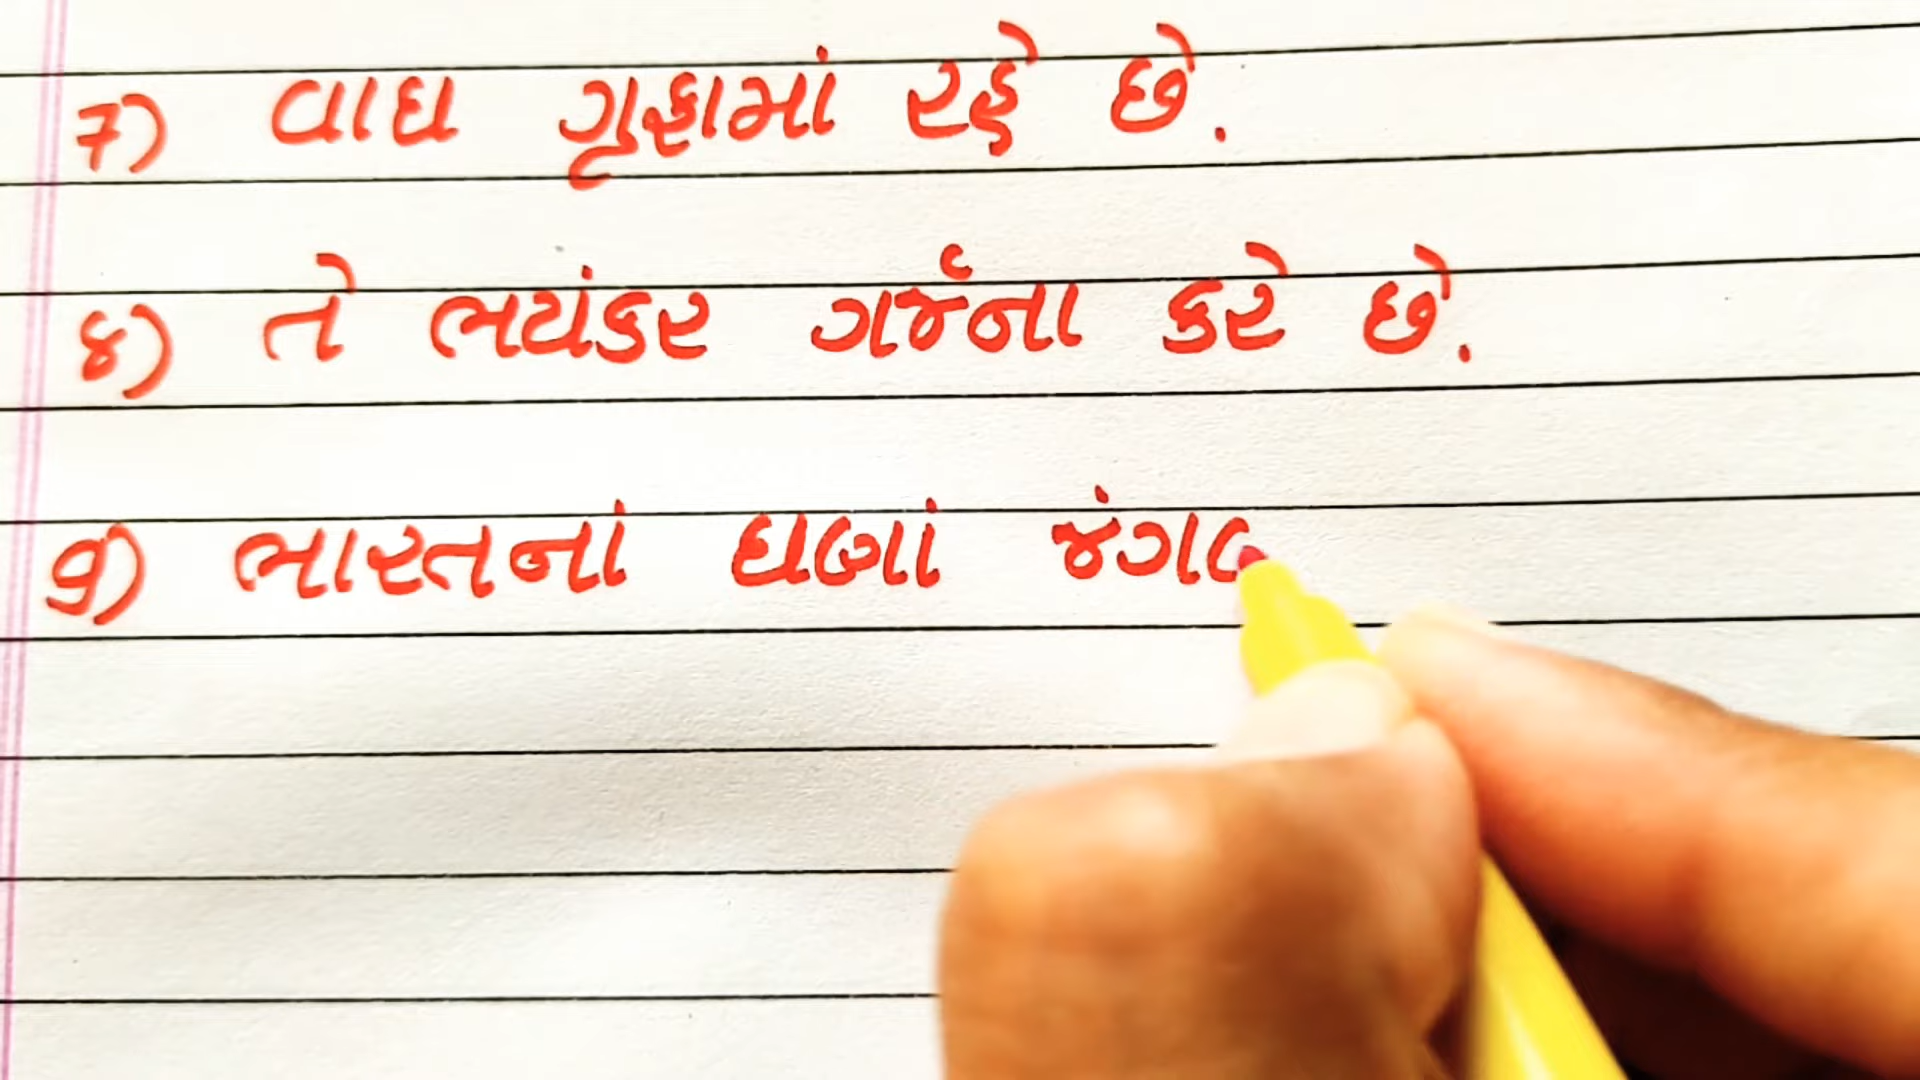 7) વાઘ ગુફામાં રહે છે.
8) તે ભયંકર ગર્જના કરે છે.
9) ભારતનાં ઘણાં જંગલ